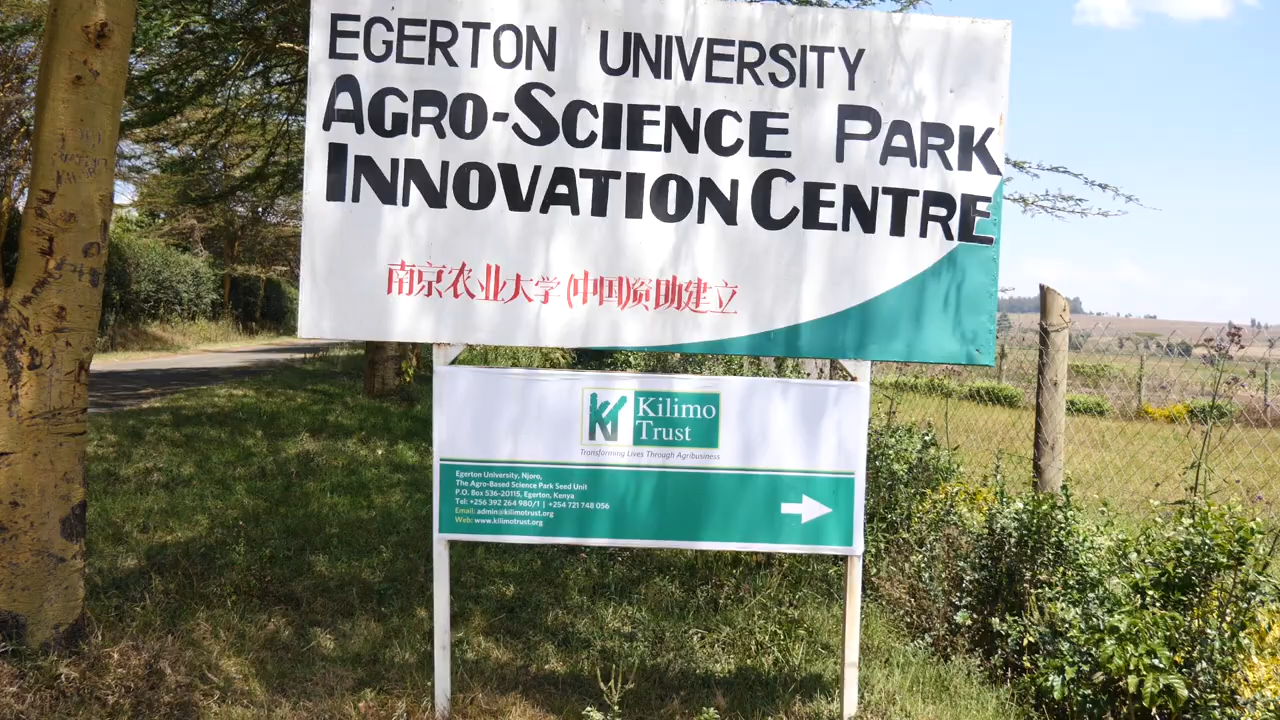 EGERTON UNIVERSITY
AGRO-SCIENCE PARK
INNOVATION CENTRE
南京农业大学(中国)资助建立
Kilimo
Trust
Transforming Lives Through Agribusiness
Egerton University, Njoro,
The Agro-Based Science Park Seed Unit
P.O. Box 536-20115, Egerton, Kenya
Tel: +256 392 264 980/1 | +254 721 748 056
Email: admin@kilimotrust.org
Web: www.kilimotrust.org